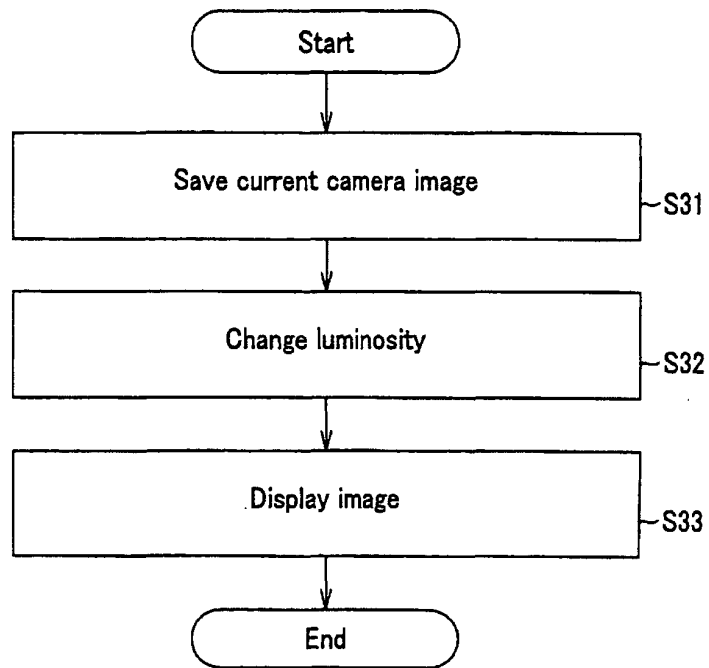 Start
Save current camera image
S31
Change luminosity
S32
Display image
S33
End